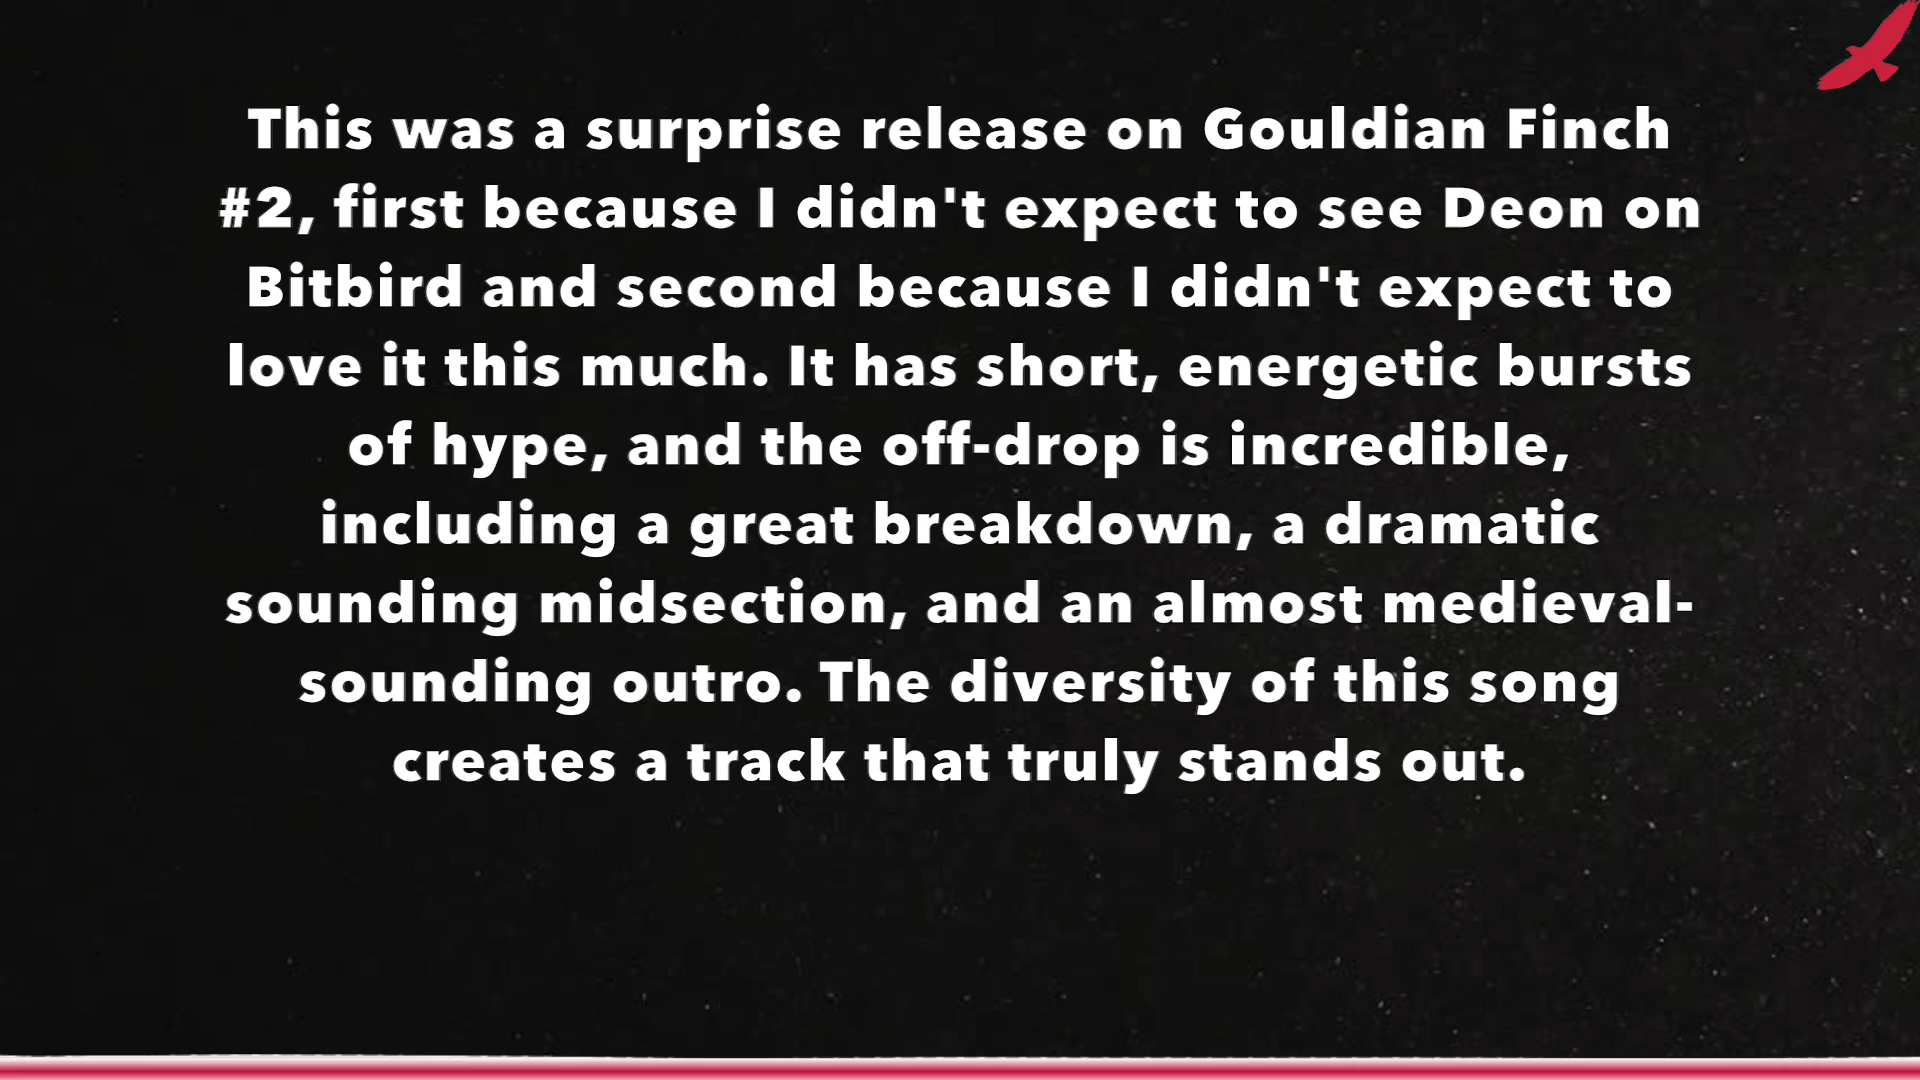 This was a surprise release on Gouldian Finch
#2, first because I didn't expect to see Deon on
Bitbird and second because I didn't expect to
love it this much. It has short, energetic bursts
of hype, and the off-drop is incredible,
including a great breakdown, a dramatic
sounding midsection, and an almost medieval-
sounding outro. The diversity of this song
creates a track that truly stands out.